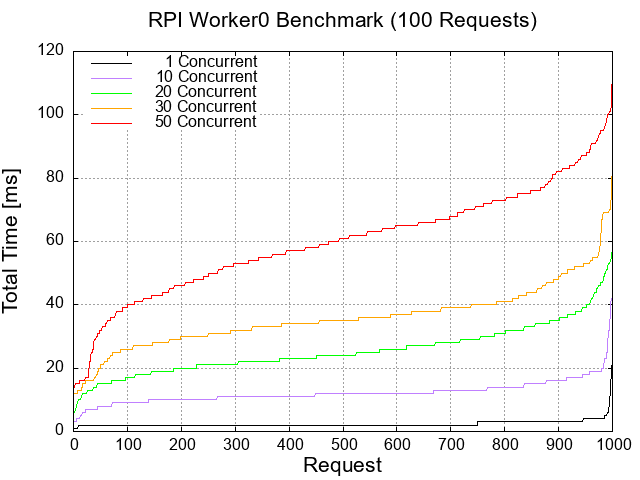 RPI Worker0 Benchmark (100 Requests)
120
100
80
60
40
20
0
Total Time [ms]
1 Concurrent
10 Concurrent
20 Concurrent
30 Concurrent
50 Concurrent
0 100 200 300 400 500 600 700 800 900 1000
Request